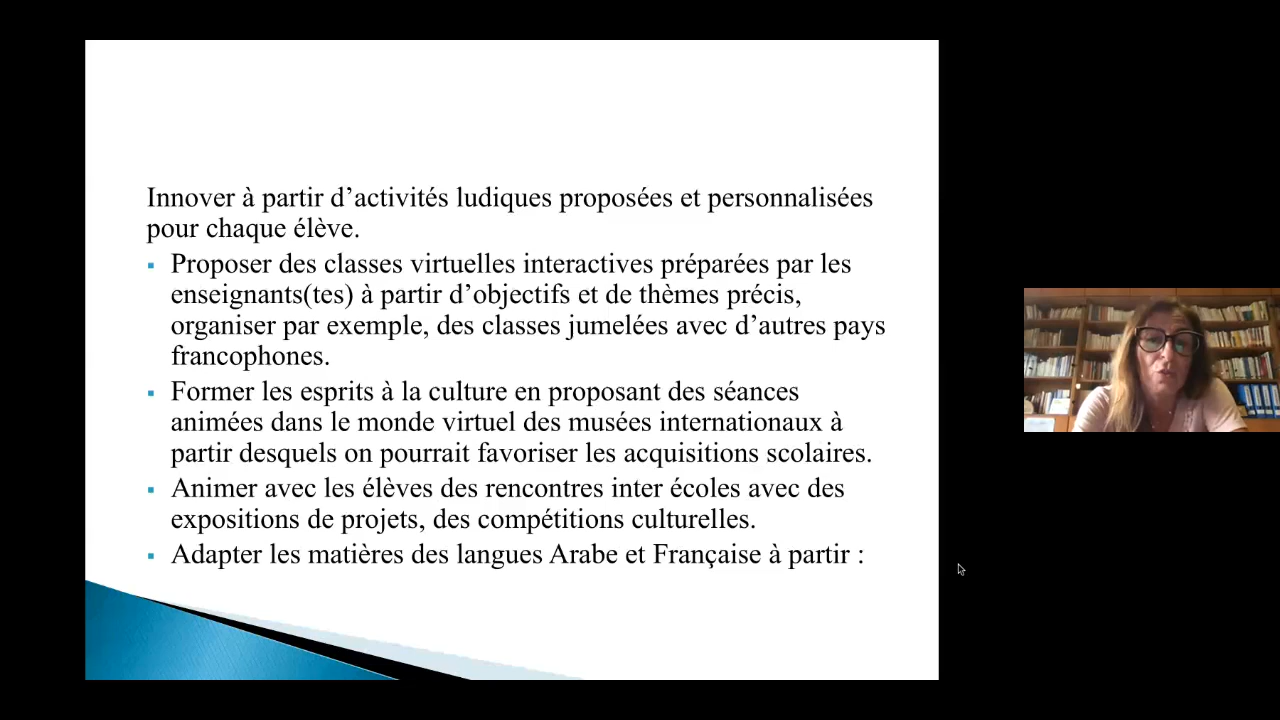 Innover à partir d’activités ludiques proposées et personnalisées
pour chaque élève.
▪ Proposer des classes virtuelles interactives préparées par les
enseignants(tes) à partir d’objectifs et de thèmes précis,
organiser par exemple, des classes jumelées avec d’autres pays
francophones.
▪ Former les esprits à la culture en proposant des séances
animées dans le monde virtuel des musées internationaux à
partir desquels on pourrait favoriser les acquisitions scolaires.
▪ Animer avec les élèves des rencontres inter écoles avec des
expositions de projets, des compétitions culturelles.
▪ Adapter les matières des langues Arabe et Française à partir :